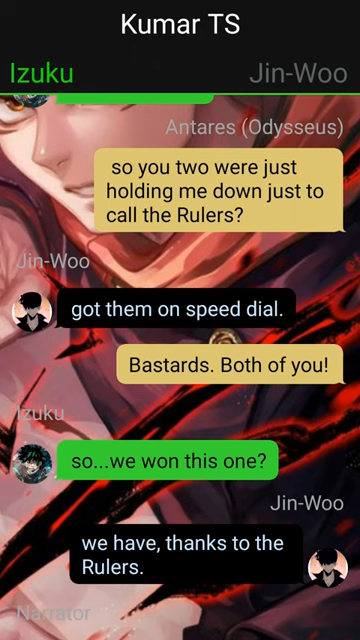 Kumar TS
Izuku Jin-Woo
Antares (Odysseus)
so you two were just
holding me down just to
call the Rulers?
Jin-Woo
got them on speed dial.
Bastards. Both of you!
Izuku
so...we won this one?
Jin-Woo
we have, thanks to the
Rulers.
Narrator